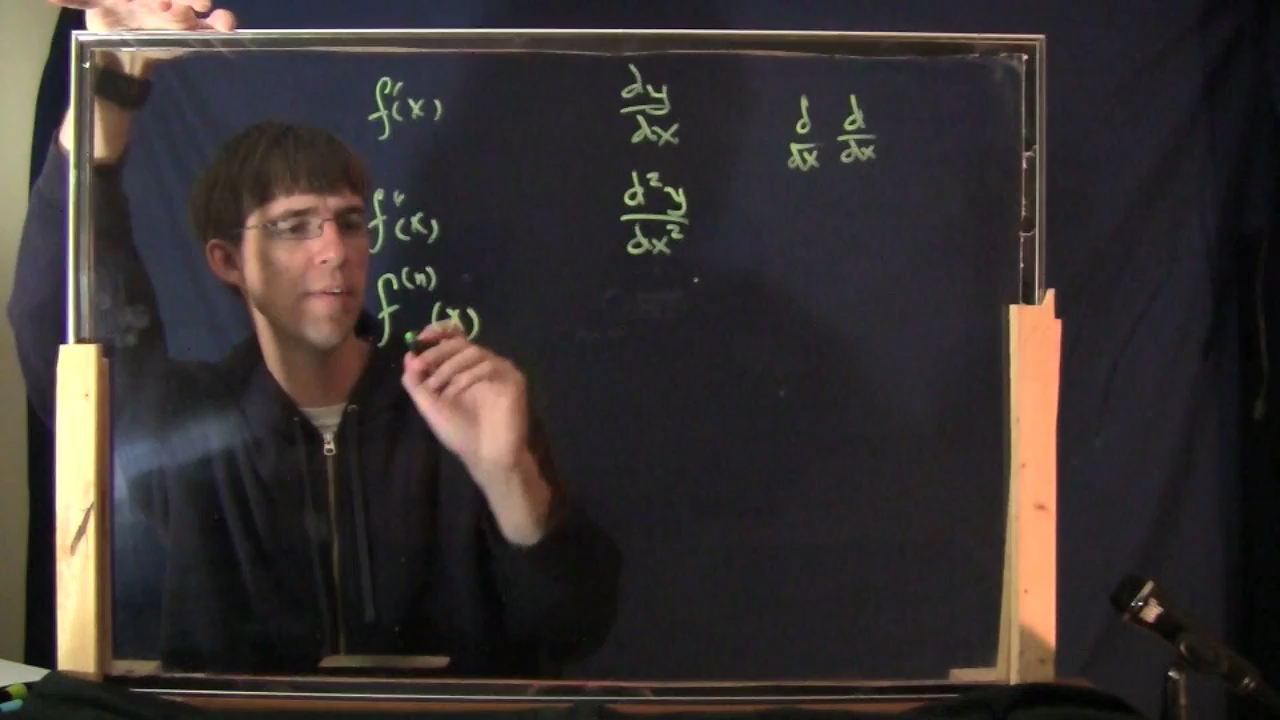 f'(x)
dy/dx
d/dx d/dx
f''(x)
d²y/dx²
f⁽ⁿ⁾(x)